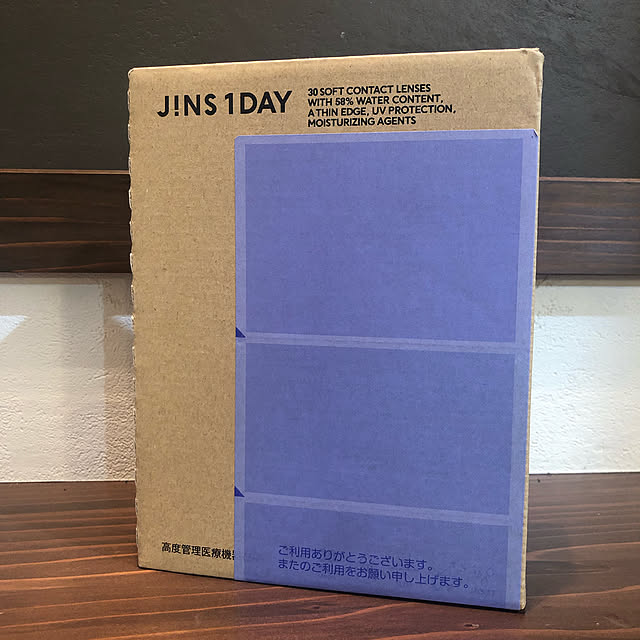 J!NS 1DAY
30 SOFT CONTACT LENSES
WITH 58% WATER CONTENT,
A THIN EDGE, UV PROTECTION,
MOISTURIZING AGENTS
高度管理医療機
ご利用ありがとうございます。
またのご利用をお願い申し上げます。